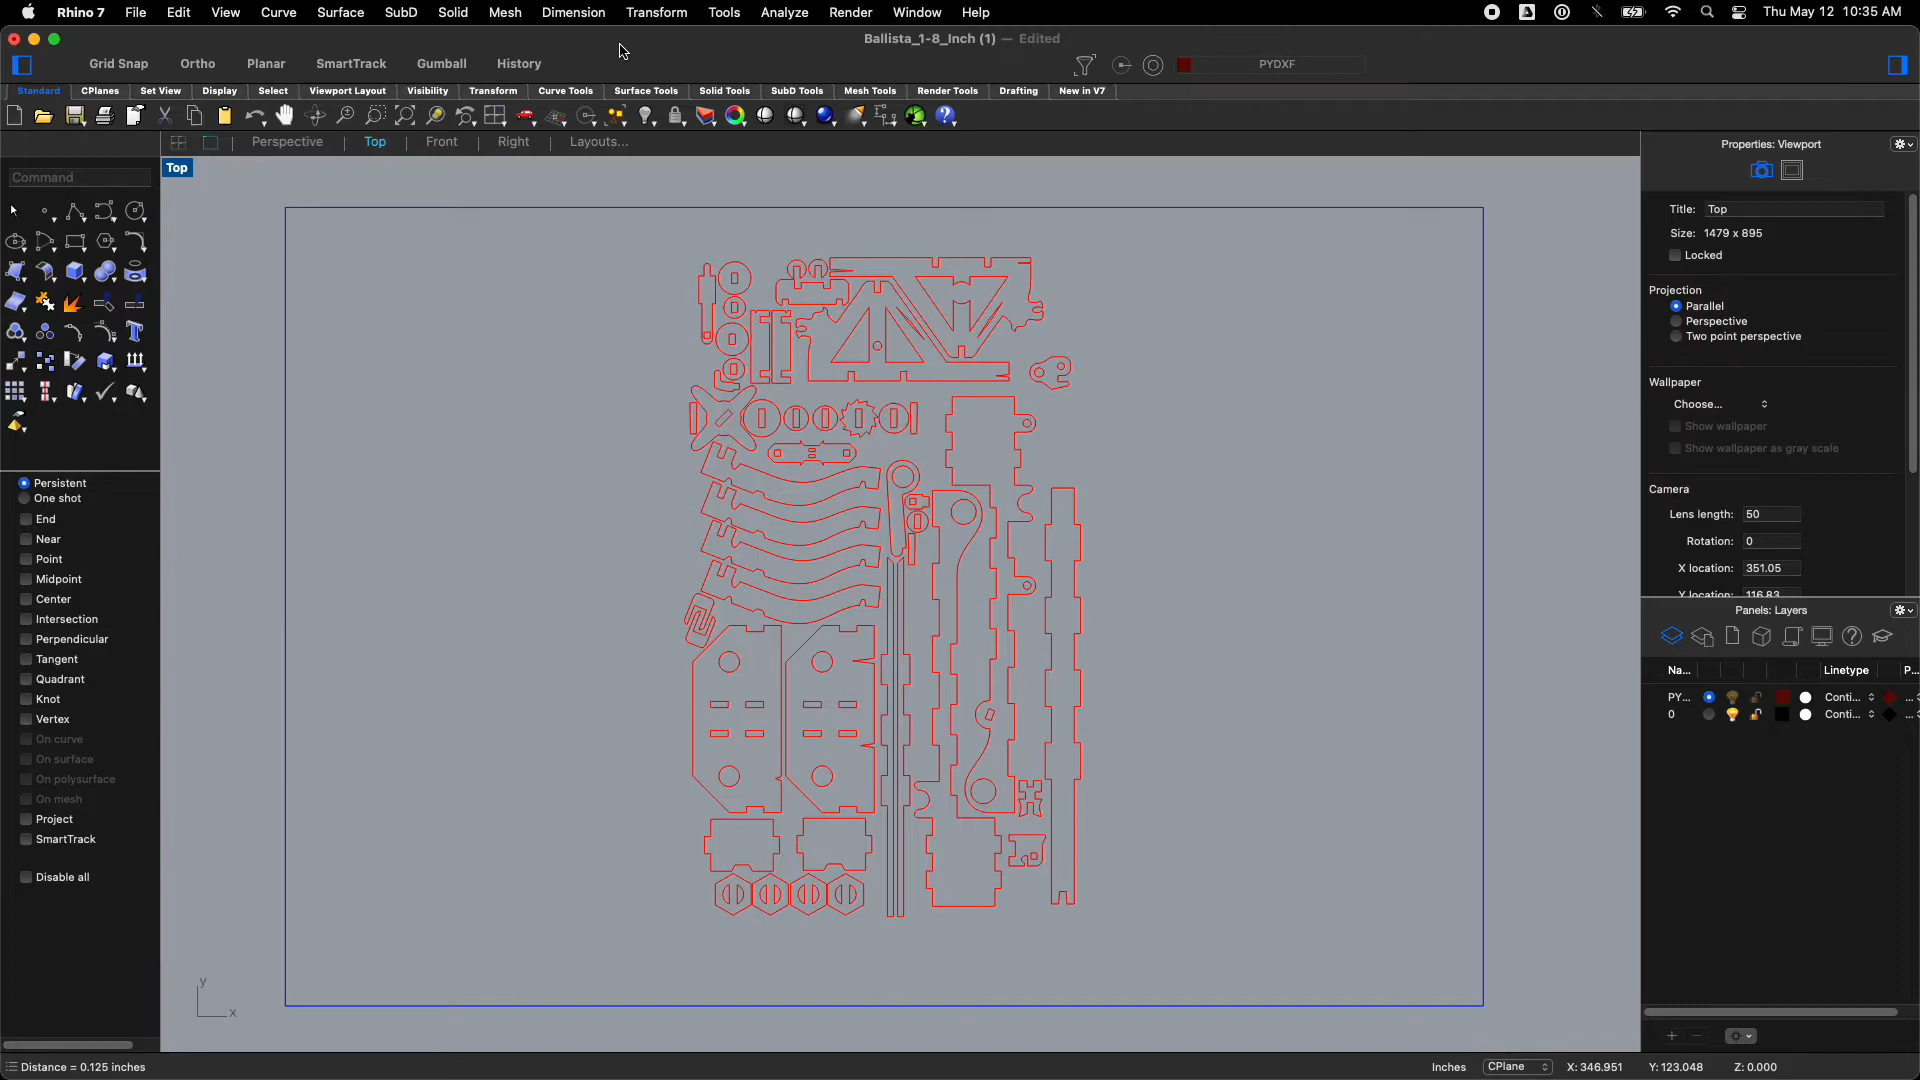 Rhino 7 File Edit View Curve Surface SubD Solid Mesh Dimension Transform Tools Analyze Render Window Help
Thu May 12 10:35 AM
Ballista_1-8_Inch (1) — Edited
Grid Snap Ortho Planar SmartTrack Gumball History
PYDXF
Standard CPlanes Set View Display Select Viewport Layout Visibility Transform Curve Tools Surface Tools Solid Tools SubD Tools Mesh Tools Render Tools Drafting New in V7
Perspective Top Front Right Layouts...
Top
Command
Persistent
One shot
End
Near
Point
Midpoint
Center
Intersection
Perpendicular
Tangent
Quadrant
Knot
Vertex
On curve
On surface
On polysurface
On mesh
Project
SmartTrack
Disable all
y
x
Properties: Viewport
Title: Top
Size: 1479 x 895
Locked
Projection
Parallel
Perspective
Two point perspective
Wallpaper
Choose...
Show wallpaper
Show wallpaper as gray scale
Camera
Lens length: 50
Rotation: 0
X location: 351.05
Y location: 116.83
Panels: Layers
Na... Linetype P...
PY... Conti... ...
0 Conti... ...
Distance = 0.125 inches
Inches CPlane X: 346.951 Y: 123.048 Z: 0.000